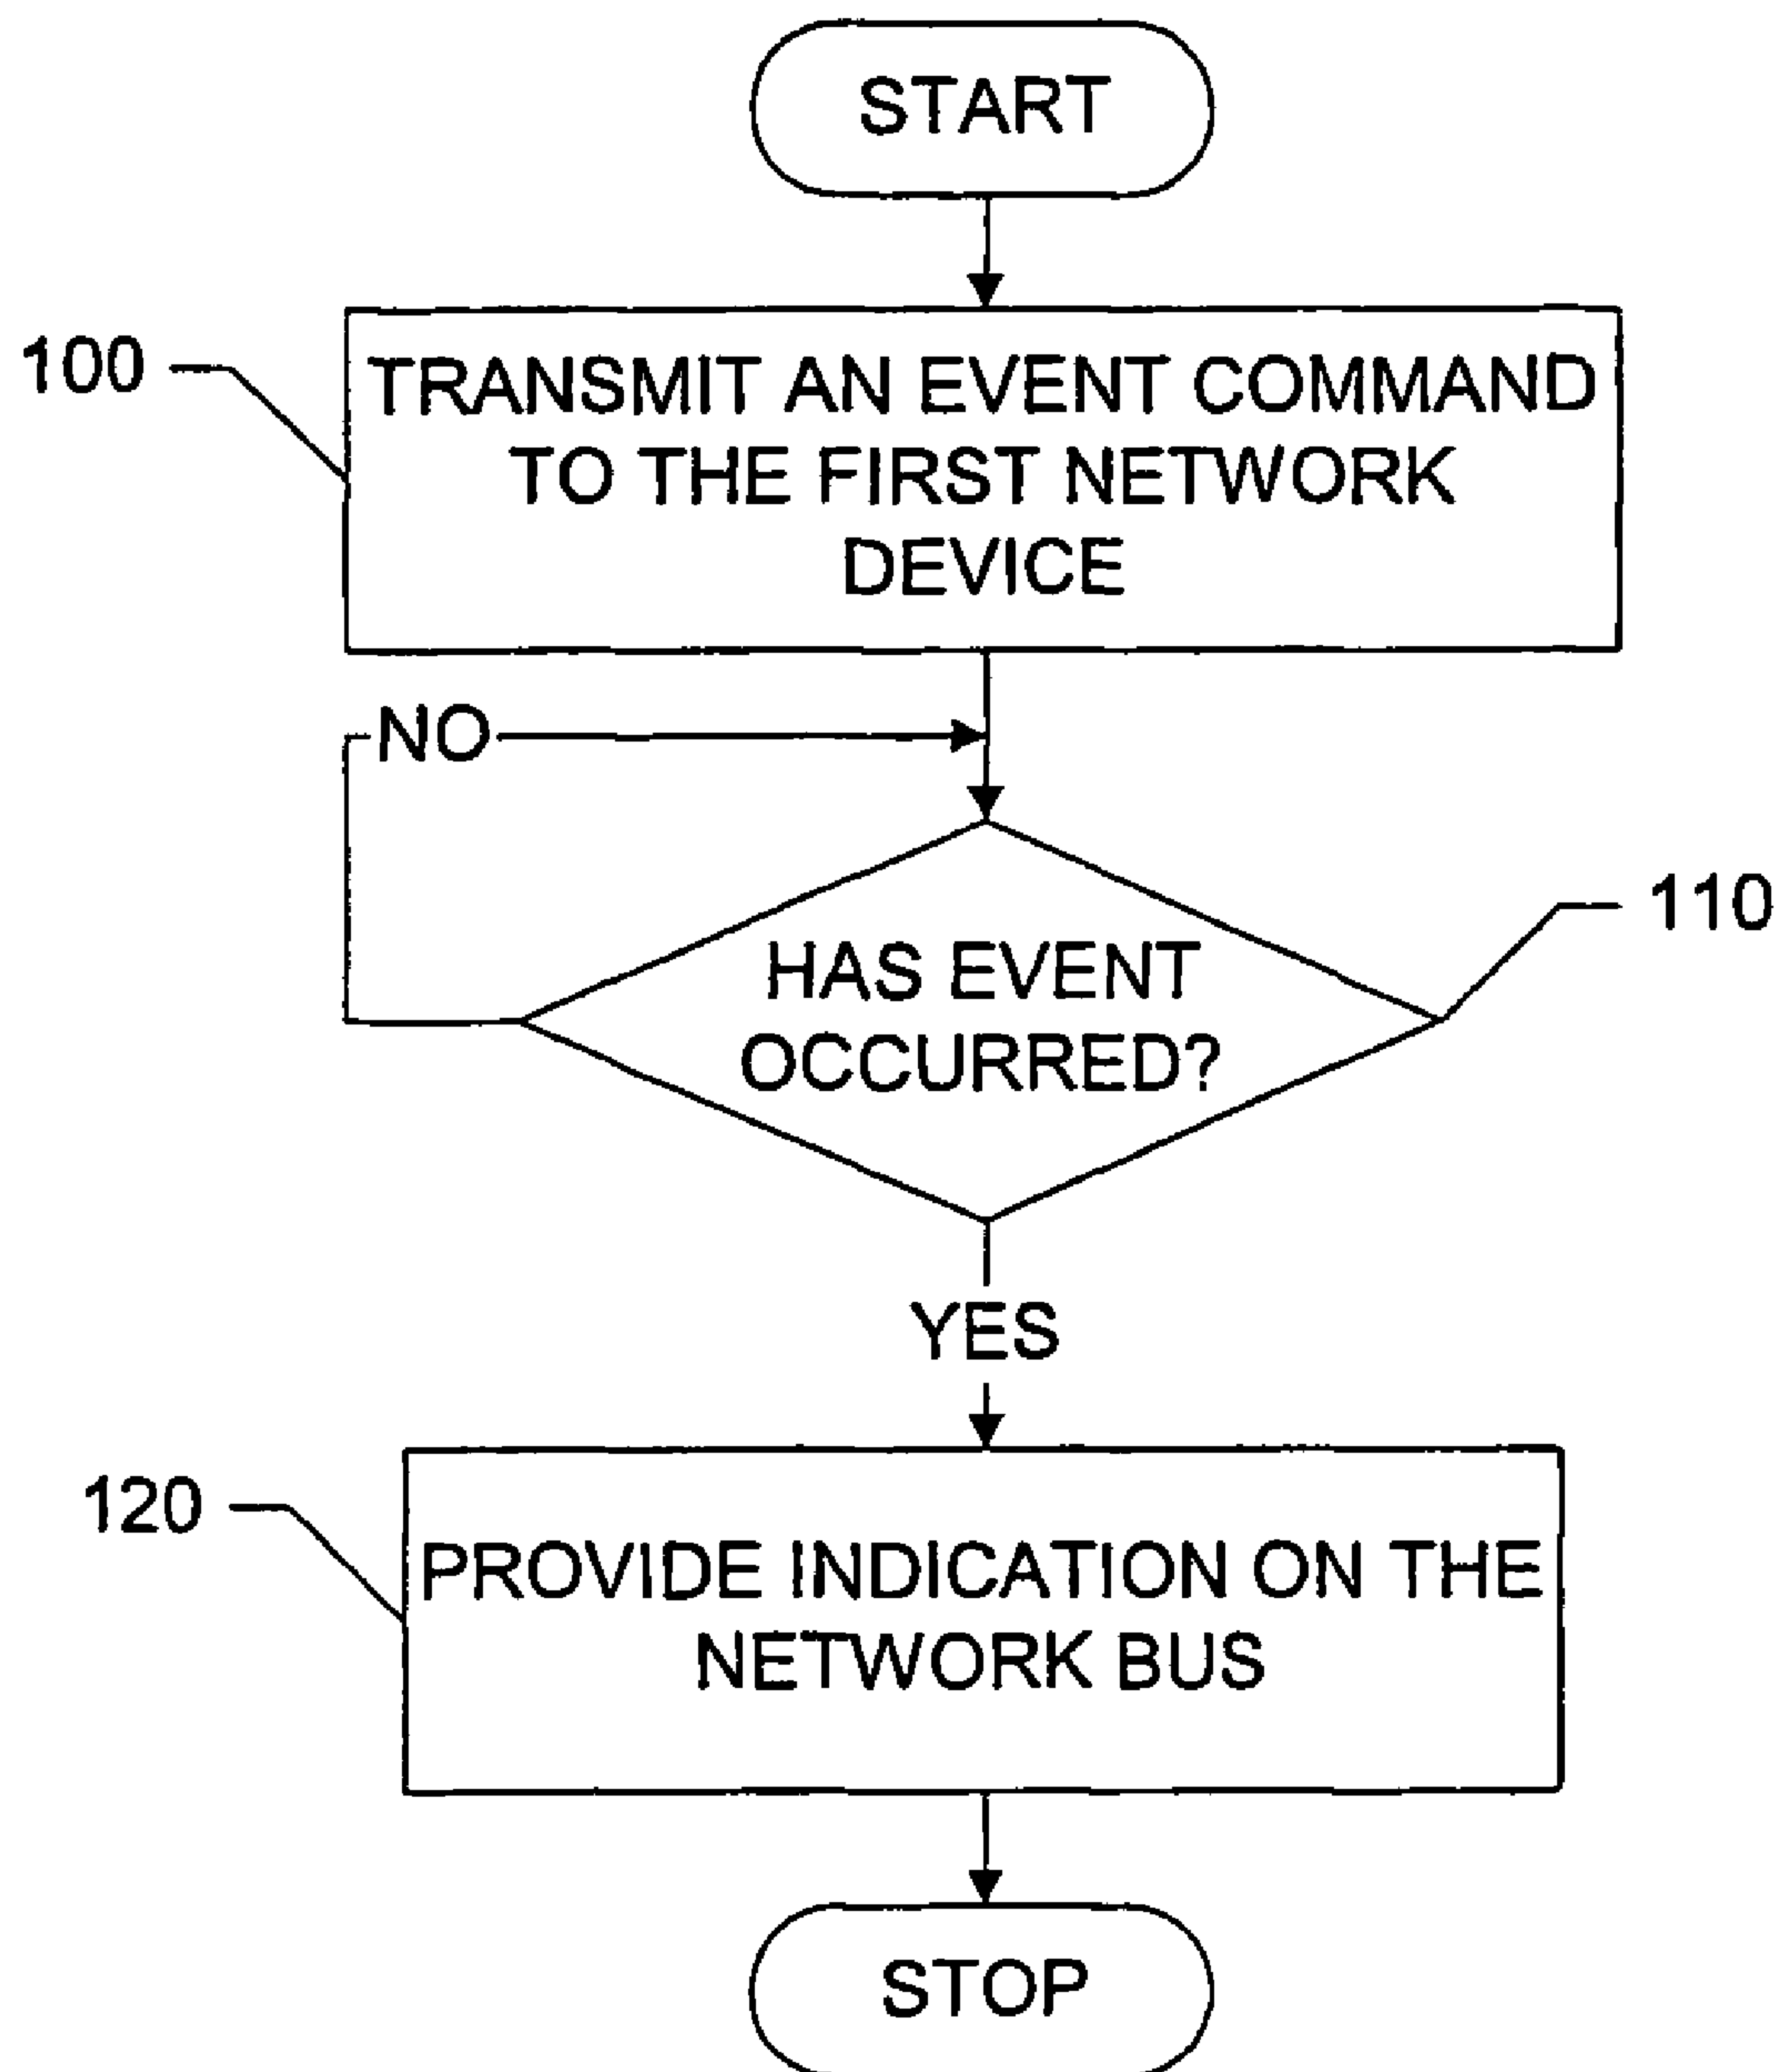 START
100
TRANSMIT AN EVENT COMMAND
TO THE FIRST NETWORK
DEVICE
NO
HAS EVENT
OCCURRED?
110
YES
120
PROVIDE INDICATION ON THE
NETWORK BUS
STOP